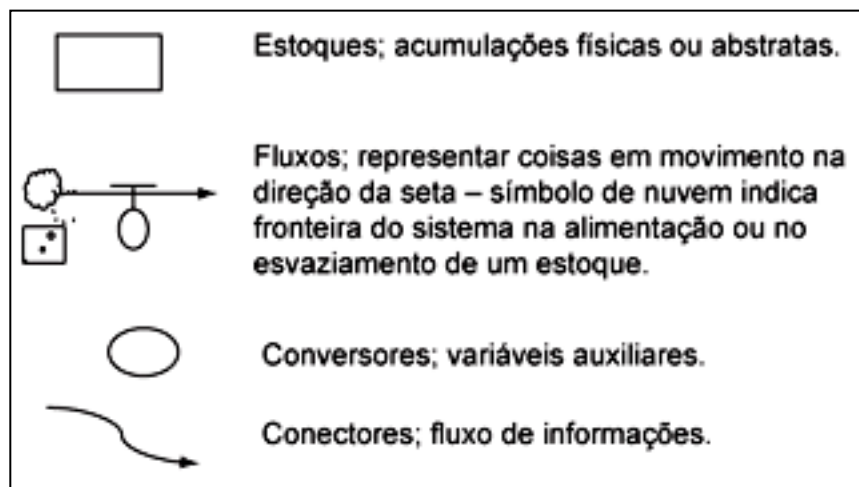 Estoques; acumulações físicas ou abstratas.
Fluxos; representar coisas em movimento na
direção da seta – símbolo de nuvem indica
fronteira do sistema na alimentação ou no
esvaziamento de um estoque.
Conversores; variáveis auxiliares.
Conectores; fluxo de informações.